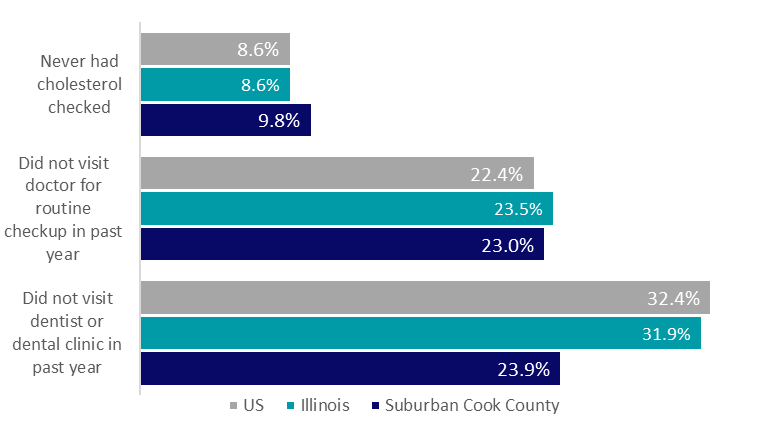 Never had
cholesterol
checked
8.6%
8.6%
9.8%
Did not visit
doctor for
routine
checkup in past
year
22.4%
23.5%
23.0%
Did not visit
dentist or
dental clinic in
past year
32.4%
31.9%
23.9%
US Illinois Suburban Cook County